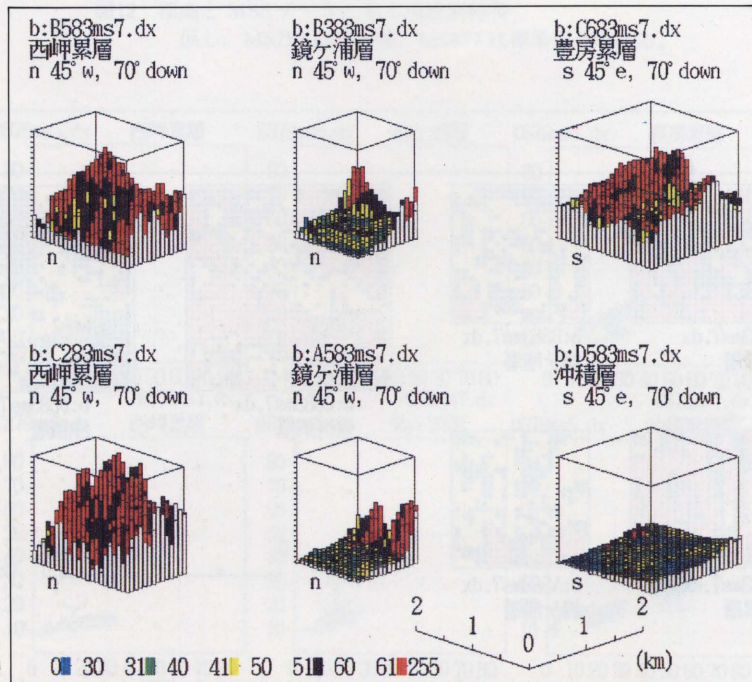 b:B583ms7.dx
西岬累層
n 45°w, 70°down
n
b:B383ms7.dx
鏡ケ浦層
n 45°w, 70°down
n
b:C683ms7.dx
豊房累層
s 45°e, 70°down
s
b:C283ms7.dx
西岬累層
n 45°w, 70°down
n
b:A583ms7.dx
鏡ケ浦層
n 45°w, 70°down
n
b:D583ms7.dx
沖積層
s 45°e, 70°down
s
2 1 0 1 2
(km)
0 30 31 40 41 50 51 60 61 255